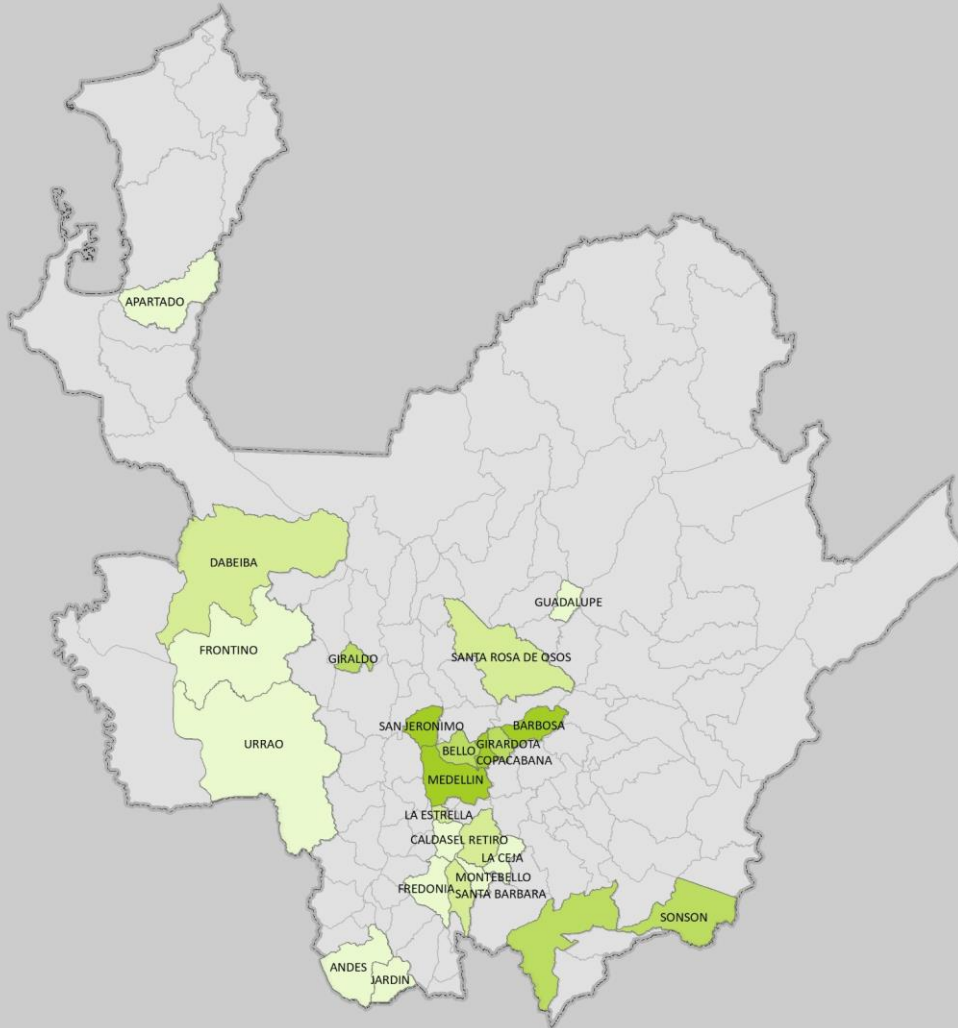 APARTADO
DABEIBA
GUADALUPE
FRONTINO
GIRALDO
SANTA ROSA DE OSOS
SAN JERONIMO
BARBOSA
URRAO
BELLO
GIRARDOTA
COPACABANA
MEDELLIN
LA ESTRELLA
CALDAS
EL RETIRO
LA CEJA
MONTEBELLO
FREDONIA
SANTA BARBARA
SONSON
ANDES
JARDIN